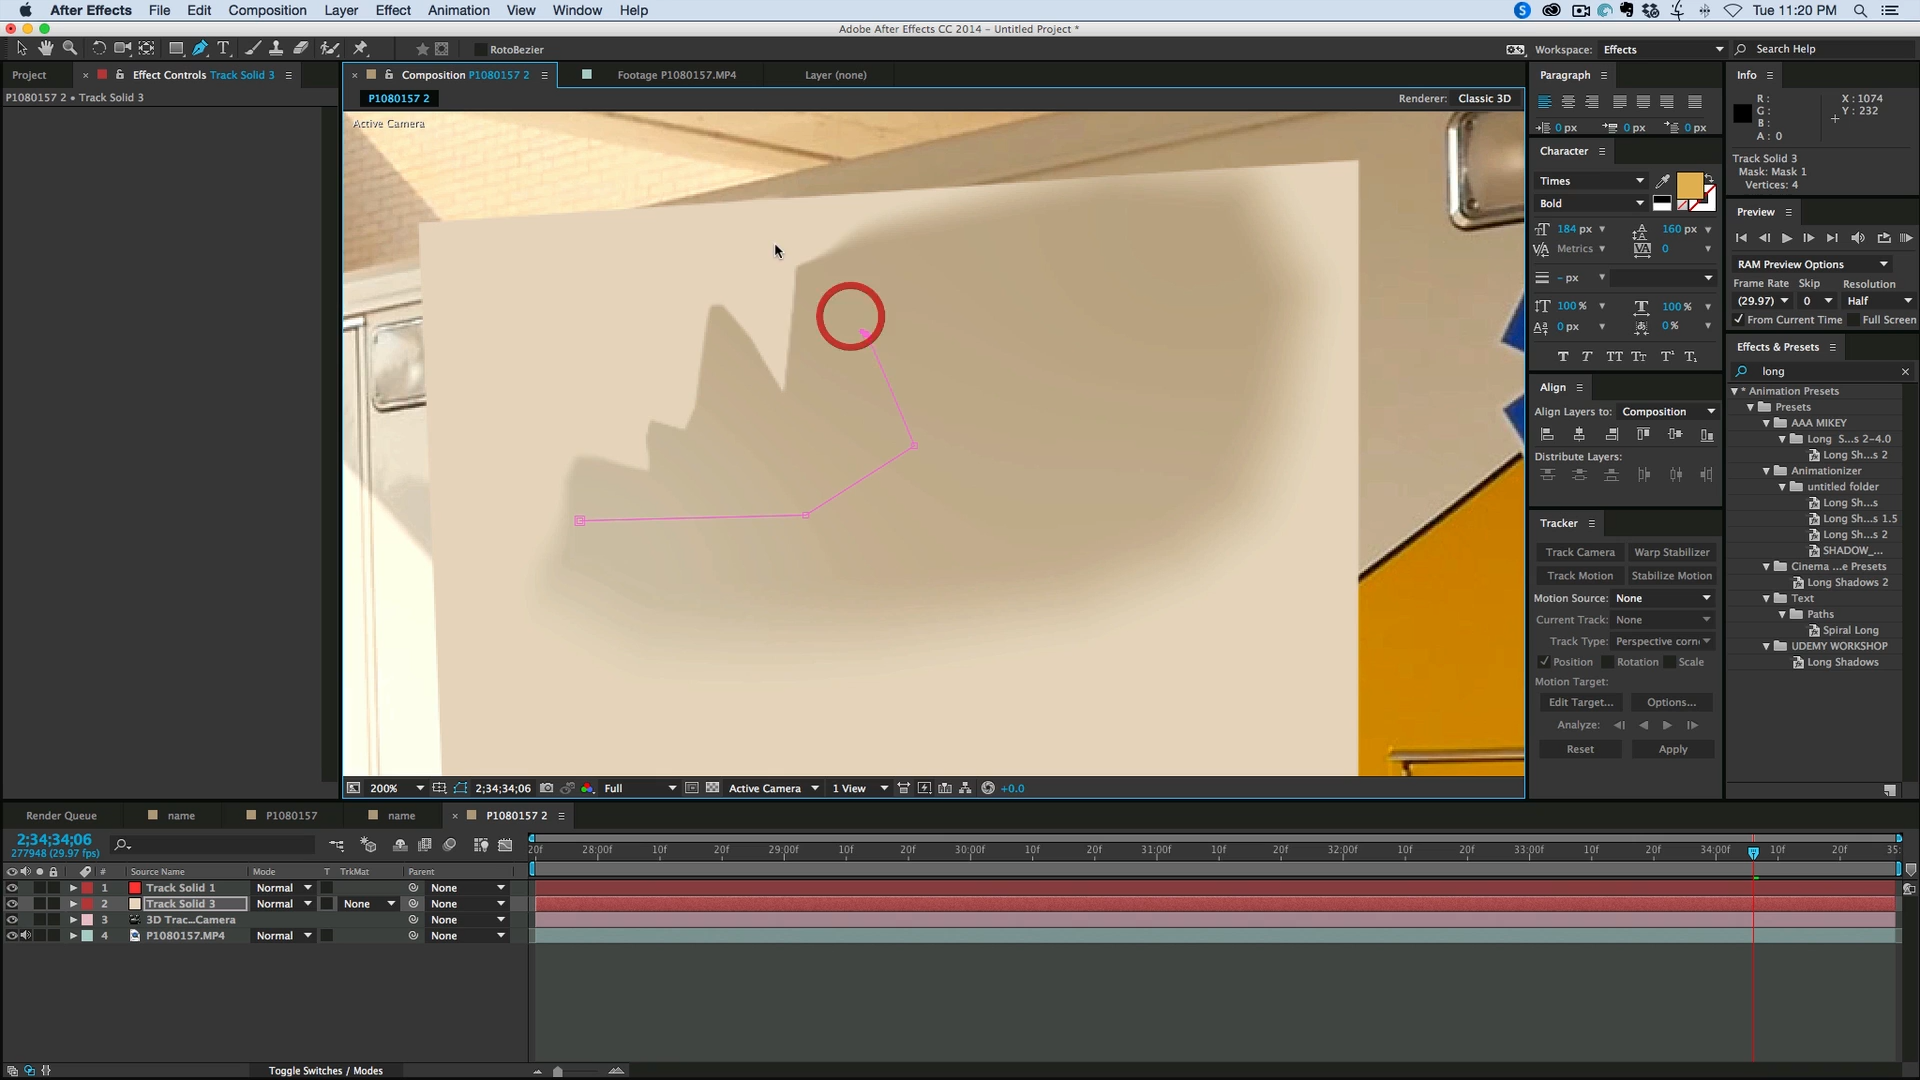 After Effects File Edit Composition Layer Effect Animation View Window Help
Tue 11:20 PM
Adobe After Effects CC 2014 - Untitled Project *
RotoBezier
Workspace: Effects
Search Help
Project
Effect Controls Track Solid 3
P1080157 2 • Track Solid 3
Composition P1080157 2
Footage P1080157.MP4
Layer (none)
P1080157 2
Renderer: Classic 3D
Active Camera
200%
2;34;34;06
Full
Active Camera
1 View
+0.0
Paragraph
0 px
0 px
0 px
Character
Times
Bold
184 px
160 px
Metrics
0
- px
100 %
100 %
0 px
0 %
Align
Align Layers to: Composition
Distribute Layers:
Tracker
Track Camera
Warp Stabilizer
Track Motion
Stabilize Motion
Motion Source: None
Current Track: None
Track Type: Perspective corn
Position
Rotation
Scale
Motion Target:
Edit Target...
Options...
Analyze:
Reset
Apply
Info
R :
G :
B :
A : 0
X : 1074
Y : 232
Track Solid 3
Mask: Mask 1
Vertices: 4
Preview
RAM Preview Options
Frame Rate Skip Resolution
(29.97) 0 Half
From Current Time
Full Screen
Effects & Presets
long
* Animation Presets
Presets
AAA MIKEY
Long S...s 2-4.0
Long Sh...s 2
Animationizer
untitled folder
Long Sh...s
Long Sh...s 1.5
Long Sh...s 2
SHADOW_...
Cinema ...e Presets
Long Shadows 2
Text
Paths
Spiral Long
UDEMY WORKSHOP
Long Shadows
Render Queue
name
P1080157
name
P1080157 2
2;34;34;06
277948 (29.97 fps)
# Source Name Mode T TrkMat Parent
1 Track Solid 1 Normal None
2 Track Solid 3 Normal None None
3 3D Trac...Camera None
4 P1080157.MP4 Normal None
20f 28:00f 10f 20f 29:00f 10f 20f 30:00f 10f 20f 31:00f 10f 20f 32:00f 10f 20f 33:00f 10f 20f 34:00f 10f 20f 35:
Toggle Switches / Modes